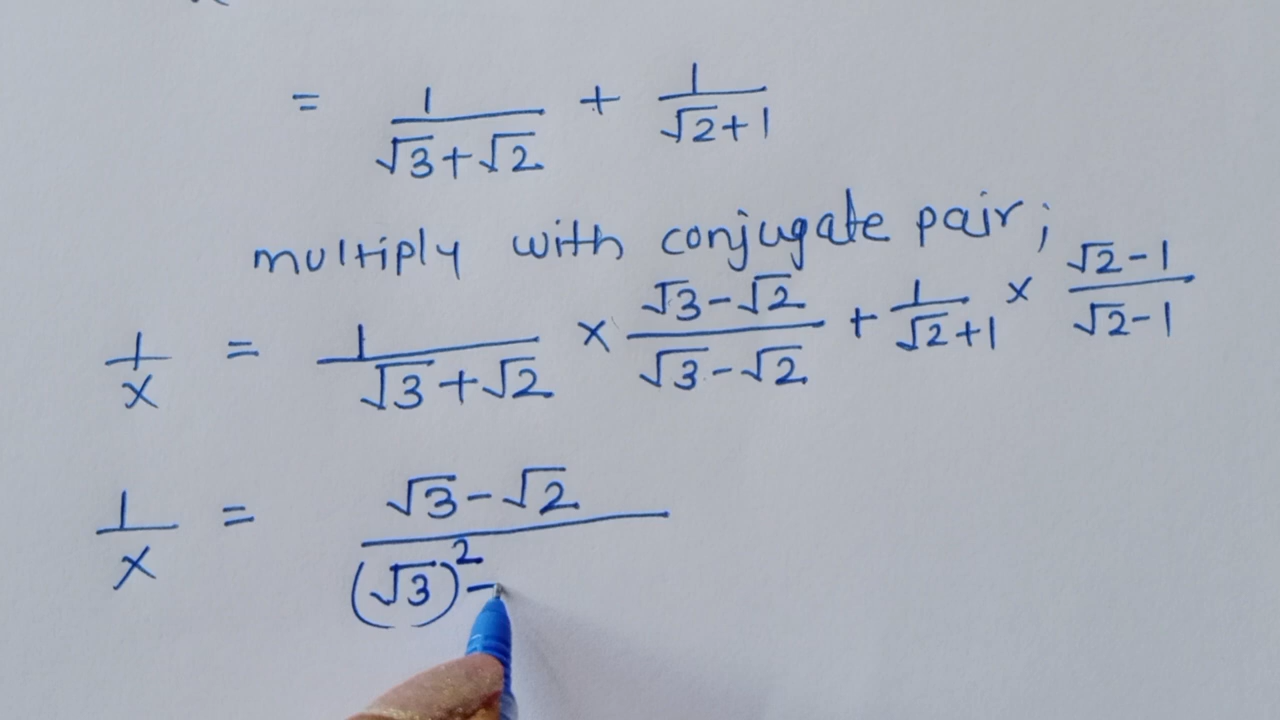 = 1/(√3+√2) + 1/(√2+1)
multiply with conjugate pair;
1/x = 1/(√3+√2) × (√3-√2)/(√3-√2) + 1/(√2+1) × (√2-1)/(√2-1)
1/x = (√3-√2)/((√3)² -